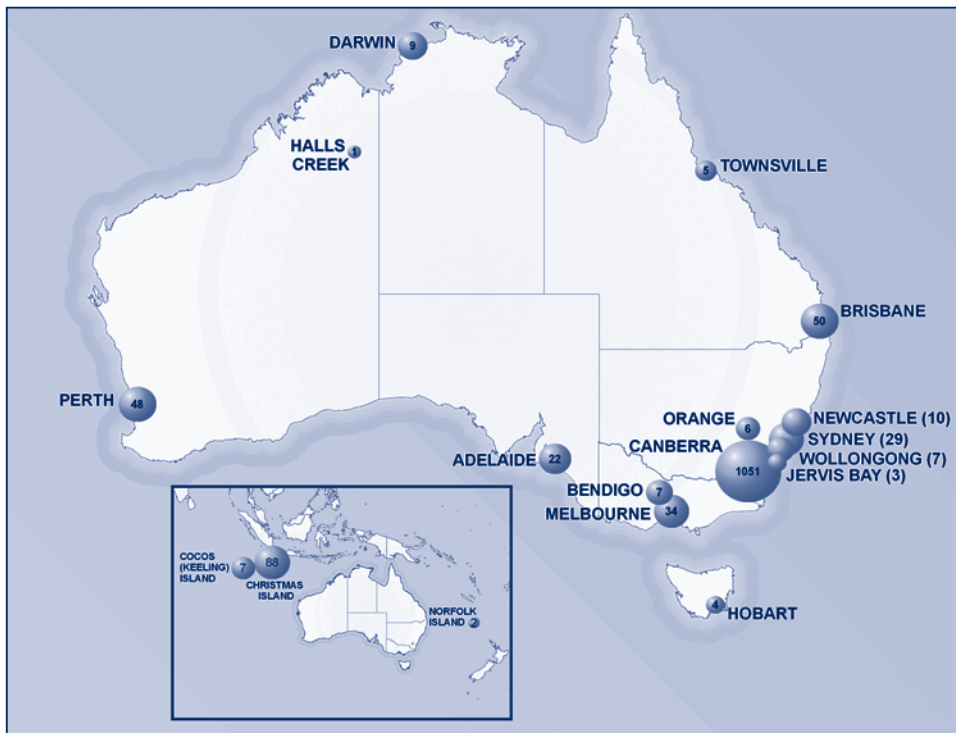 DARWIN 9
HALLS
CREEK 1
5 TOWNSVILLE
50 BRISBANE
PERTH 48
ORANGE 6
NEWCASTLE (10)
SYDNEY (29)
CANBERRA 1051
WOLLONGONG (7)
JERVIS BAY (3)
ADELAIDE 22
BENDIGO 7
MELBOURNE 34
4 HOBART
COCOS
(KEELING)
ISLAND 7
88
CHRISTMAS
ISLAND
NORFOLK
ISLAND 2